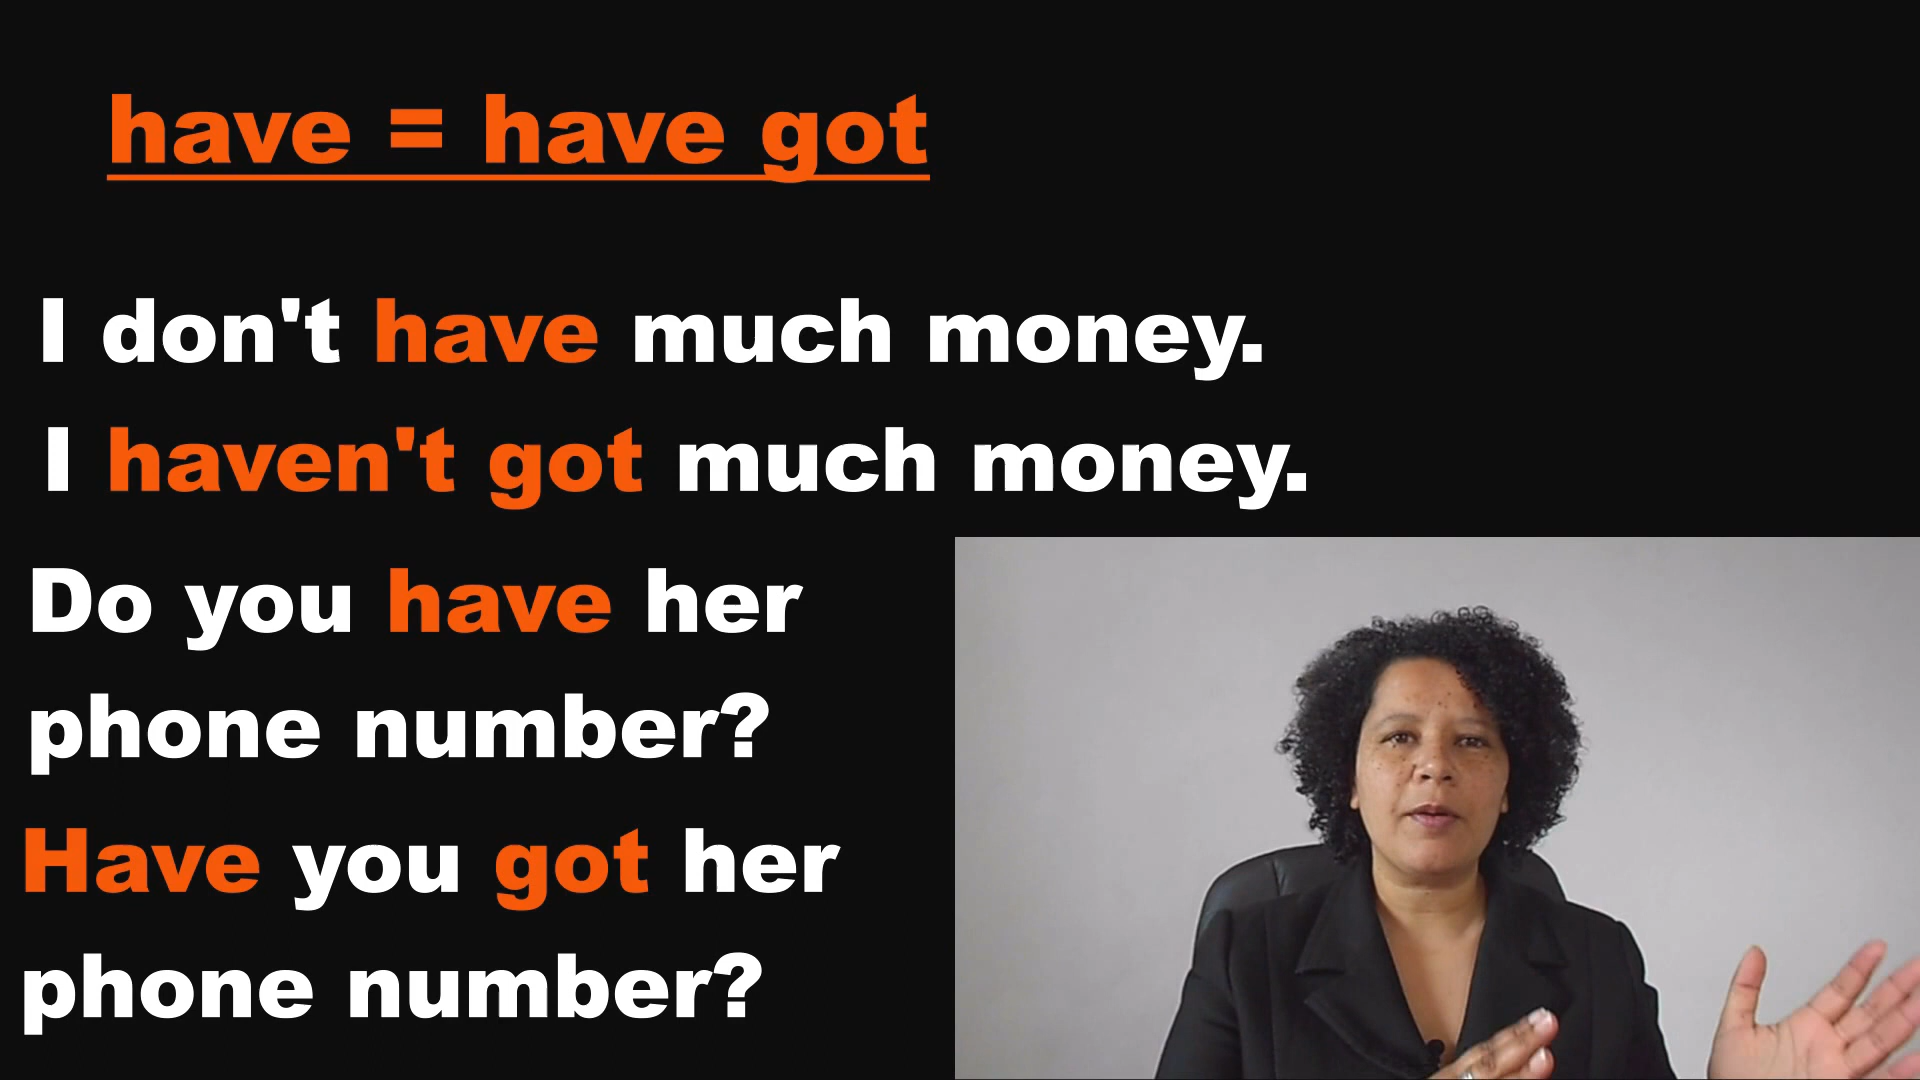 have = have got
I don't have much money.
I haven't got much money.
Do you have her
phone number?
Have you got her
phone number?